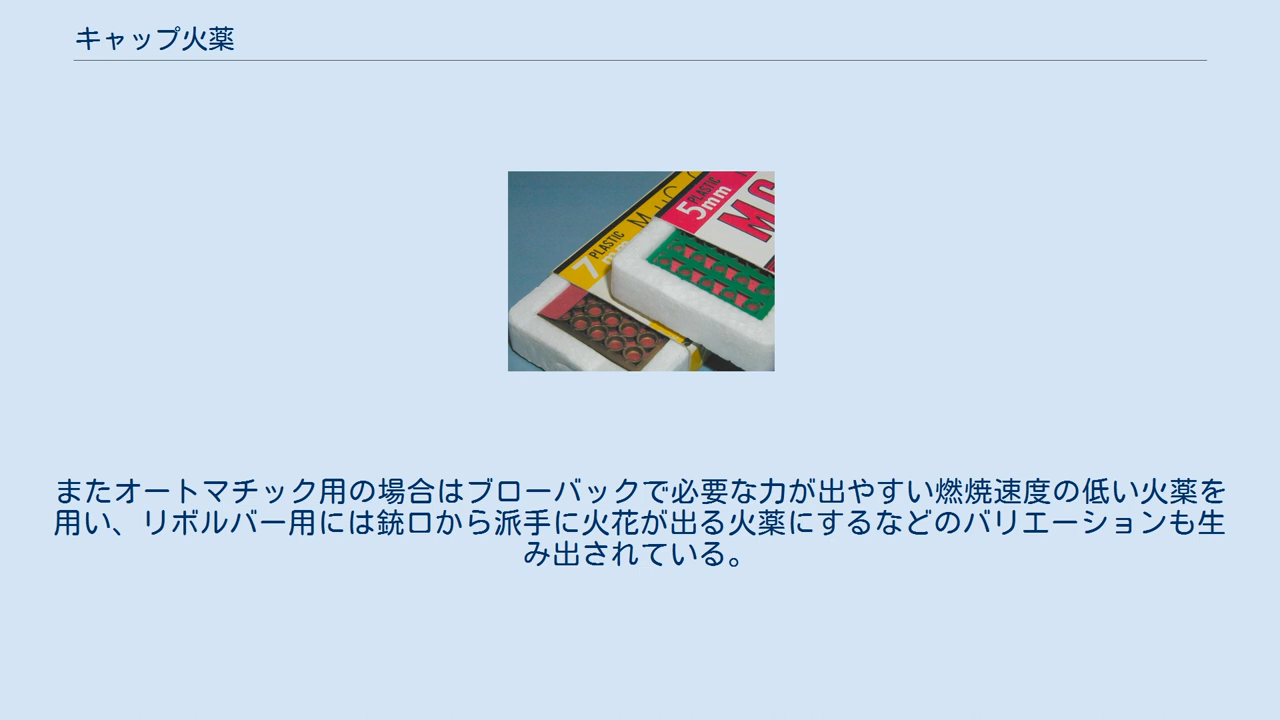 キャップ火薬
7 PLASTIC
5mm PLASTIC
またオートマチック用の場合はブローバックで必要な力が出やすい燃焼速度の低い火薬を
用い、リボルバー用には銃口から派手に火花が出る火薬にするなどのバリエーションも生
み出されている。